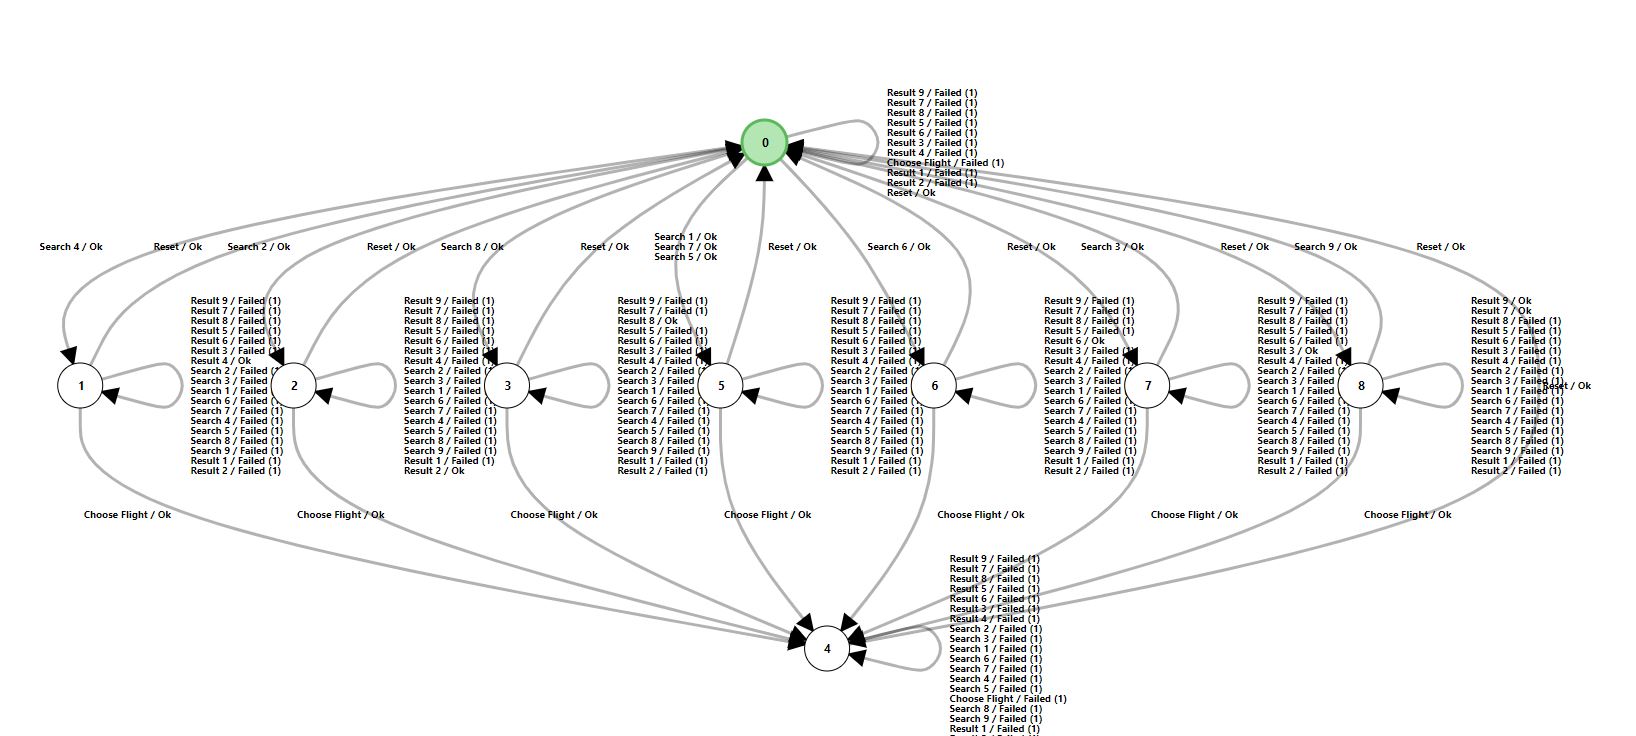 0
Result 9 / Failed (1)
Result 7 / Failed (1)
Result 8 / Failed (1)
Result 5 / Failed (1)
Result 6 / Failed (1)
Result 3 / Failed (1)
Result 4 / Failed (1)
Choose Flight / Failed (1)
Result 1 / Failed (1)
Result 2 / Failed (1)
Reset / Ok
Search 4 / Ok
Reset / Ok
Search 2 / Ok
Reset / Ok
Search 8 / Ok
Reset / Ok
Search 1 / Ok
Search 7 / Ok
Search 5 / Ok
Reset / Ok
Search 6 / Ok
Reset / Ok
Search 3 / Ok
Reset / Ok
Search 9 / Ok
Reset / Ok
1
Result 9 / Failed (1)
Result 7 / Failed (1)
Result 8 / Failed (1)
Result 5 / Failed (1)
Result 6 / Failed (1)
Result 3 / Failed (1)
Result 4 / Ok
Search 2 / Failed (1)
Search 3 / Failed (1)
Search 1 / Failed (1)
Search 6 / Failed (1)
Search 7 / Failed (1)
Search 4 / Failed (1)
Search 5 / Failed (1)
Search 8 / Failed (1)
Search 9 / Failed (1)
Result 1 / Failed (1)
Result 2 / Failed (1)
2
Result 9 / Failed (1)
Result 7 / Failed (1)
Result 8 / Failed (1)
Result 5 / Failed (1)
Result 6 / Failed (1)
Result 3 / Failed (1)
Result 4 / Failed (1)
Search 2 / Failed (1)
Search 3 / Failed (1)
Search 1 / Failed (1)
Search 6 / Failed (1)
Search 7 / Failed (1)
Search 4 / Failed (1)
Search 5 / Failed (1)
Search 8 / Failed (1)
Search 9 / Failed (1)
Result 1 / Failed (1)
Result 2 / Ok
3
Result 9 / Failed (1)
Result 7 / Failed (1)
Result 8 / Ok
Result 5 / Failed (1)
Result 6 / Failed (1)
Result 3 / Failed (1)
Result 4 / Failed (1)
Search 2 / Failed (1)
Search 3 / Failed (1)
Search 1 / Failed (1)
Search 6 / Failed (1)
Search 7 / Failed (1)
Search 4 / Failed (1)
Search 5 / Failed (1)
Search 8 / Failed (1)
Search 9 / Failed (1)
Result 1 / Failed (1)
Result 2 / Failed (1)
5
Result 9 / Failed (1)
Result 7 / Failed (1)
Result 8 / Failed (1)
Result 5 / Failed (1)
Result 6 / Failed (1)
Result 3 / Failed (1)
Result 4 / Failed (1)
Search 2 / Failed (1)
Search 3 / Failed (1)
Search 1 / Failed (1)
Search 6 / Failed (1)
Search 7 / Failed (1)
Search 4 / Failed (1)
Search 5 / Failed (1)
Search 8 / Failed (1)
Search 9 / Failed (1)
Result 1 / Failed (1)
Result 2 / Failed (1)
6
Result 9 / Failed (1)
Result 7 / Failed (1)
Result 8 / Failed (1)
Result 5 / Failed (1)
Result 6 / Ok
Result 3 / Failed (1)
Result 4 / Failed (1)
Search 2 / Failed (1)
Search 3 / Failed (1)
Search 1 / Failed (1)
Search 6 / Failed (1)
Search 7 / Failed (1)
Search 4 / Failed (1)
Search 5 / Failed (1)
Search 8 / Failed (1)
Search 9 / Failed (1)
Result 1 / Failed (1)
Result 2 / Failed (1)
7
Result 9 / Failed (1)
Result 7 / Failed (1)
Result 8 / Failed (1)
Result 5 / Failed (1)
Result 6 / Failed (1)
Result 3 / Ok
Result 4 / Failed (1)
Search 2 / Failed (1)
Search 3 / Failed (1)
Search 1 / Failed (1)
Search 6 / Failed (1)
Search 7 / Failed (1)
Search 4 / Failed (1)
Search 5 / Failed (1)
Search 8 / Failed (1)
Search 9 / Failed (1)
Result 1 / Failed (1)
Result 2 / Failed (1)
8
Result 9 / Ok
Result 7 / Ok
Result 8 / Failed (1)
Result 5 / Failed (1)
Result 6 / Failed (1)
Result 3 / Failed (1)
Result 4 / Failed (1)
Search 2 / Failed (1)
Search 3 / Failed (1)
Search 1 / Failed (1)
Search 6 / Failed (1)
Search 7 / Failed (1)
Search 4 / Failed (1)
Search 5 / Failed (1)
Search 8 / Failed (1)
Search 9 / Failed (1)
Result 1 / Failed (1)
Result 2 / Failed (1)
Reset / Ok
Choose Flight / Ok
Choose Flight / Ok
Choose Flight / Ok
Choose Flight / Ok
Choose Flight / Ok
Choose Flight / Ok
Choose Flight / Ok
4
Result 9 / Failed (1)
Result 7 / Failed (1)
Result 8 / Failed (1)
Result 5 / Failed (1)
Result 6 / Failed (1)
Result 3 / Failed (1)
Result 4 / Failed (1)
Search 2 / Failed (1)
Search 3 / Failed (1)
Search 1 / Failed (1)
Search 6 / Failed (1)
Search 7 / Failed (1)
Search 4 / Failed (1)
Search 5 / Failed (1)
Choose Flight / Failed (1)
Search 8 / Failed (1)
Search 9 / Failed (1)
Result 1 / Failed (1)